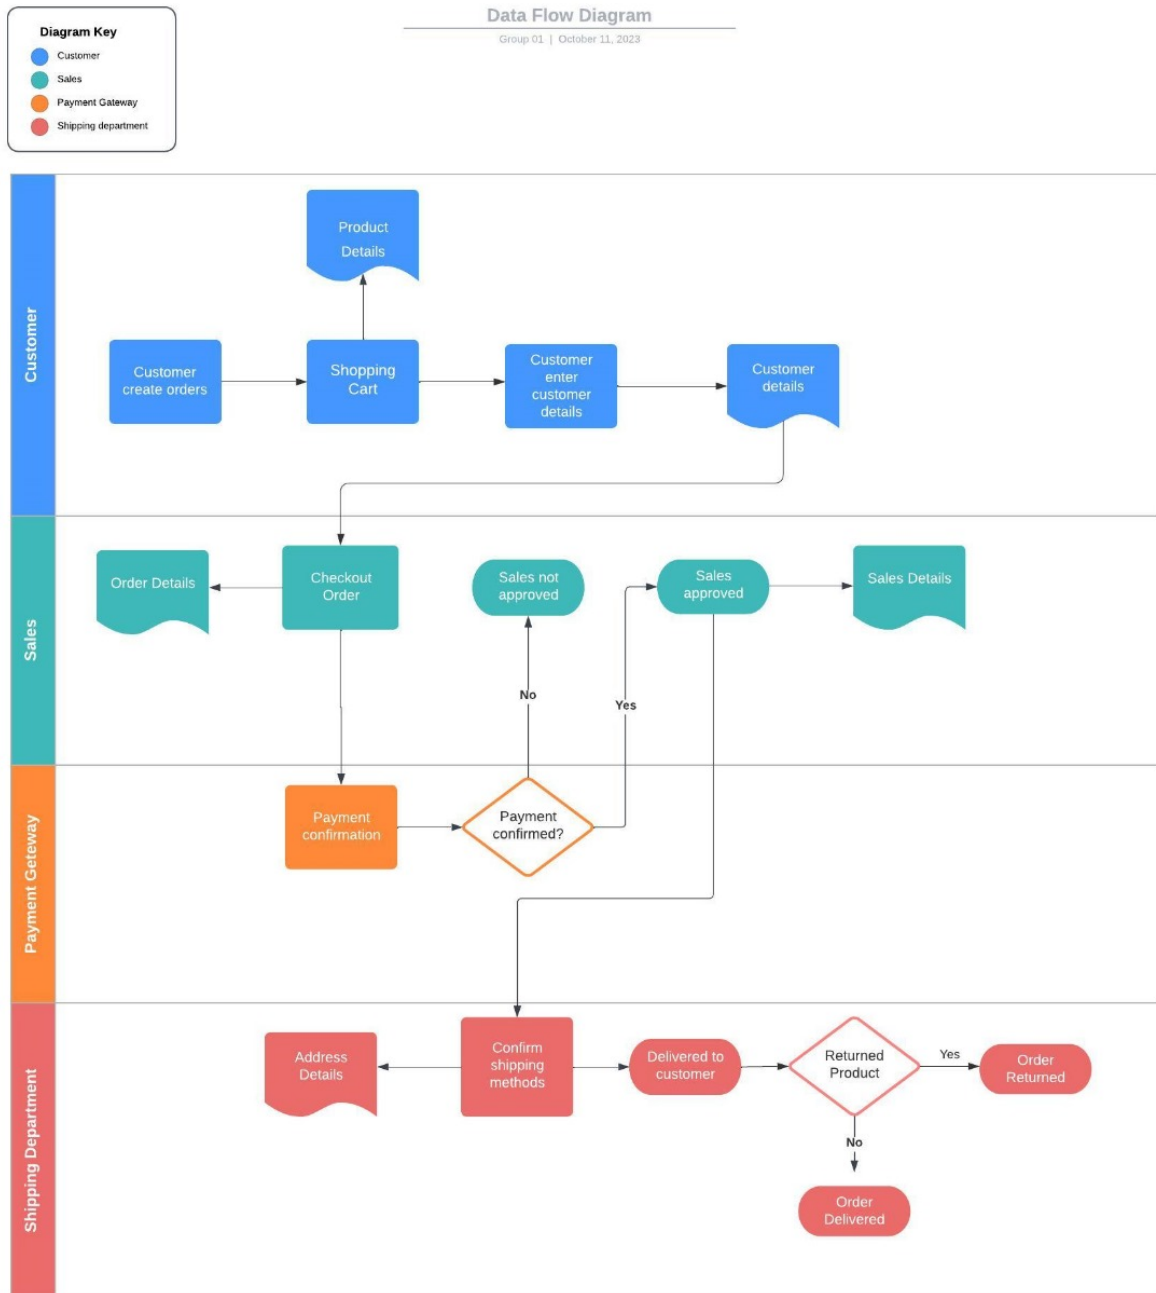 Data Flow Diagram
Group 01 | October 11, 2023
Diagram Key
Customer
Sales
Payment Gateway
Shipping department
Customer
Product
Details
Customer
create orders
Shopping
Cart
Customer
enter
customer
details
Customer
details
Sales
Order Details
Checkout
Order
Sales not
approved
Sales
approved
Sales Details
No
Yes
Payment Geteway
Payment
confirmation
Payment
confirmed?
Shipping Department
Address
Details
Confirm
shipping
methods
Delivered to
customer
Returned
Product
Yes
Order
Returned
No
Order
Delivered